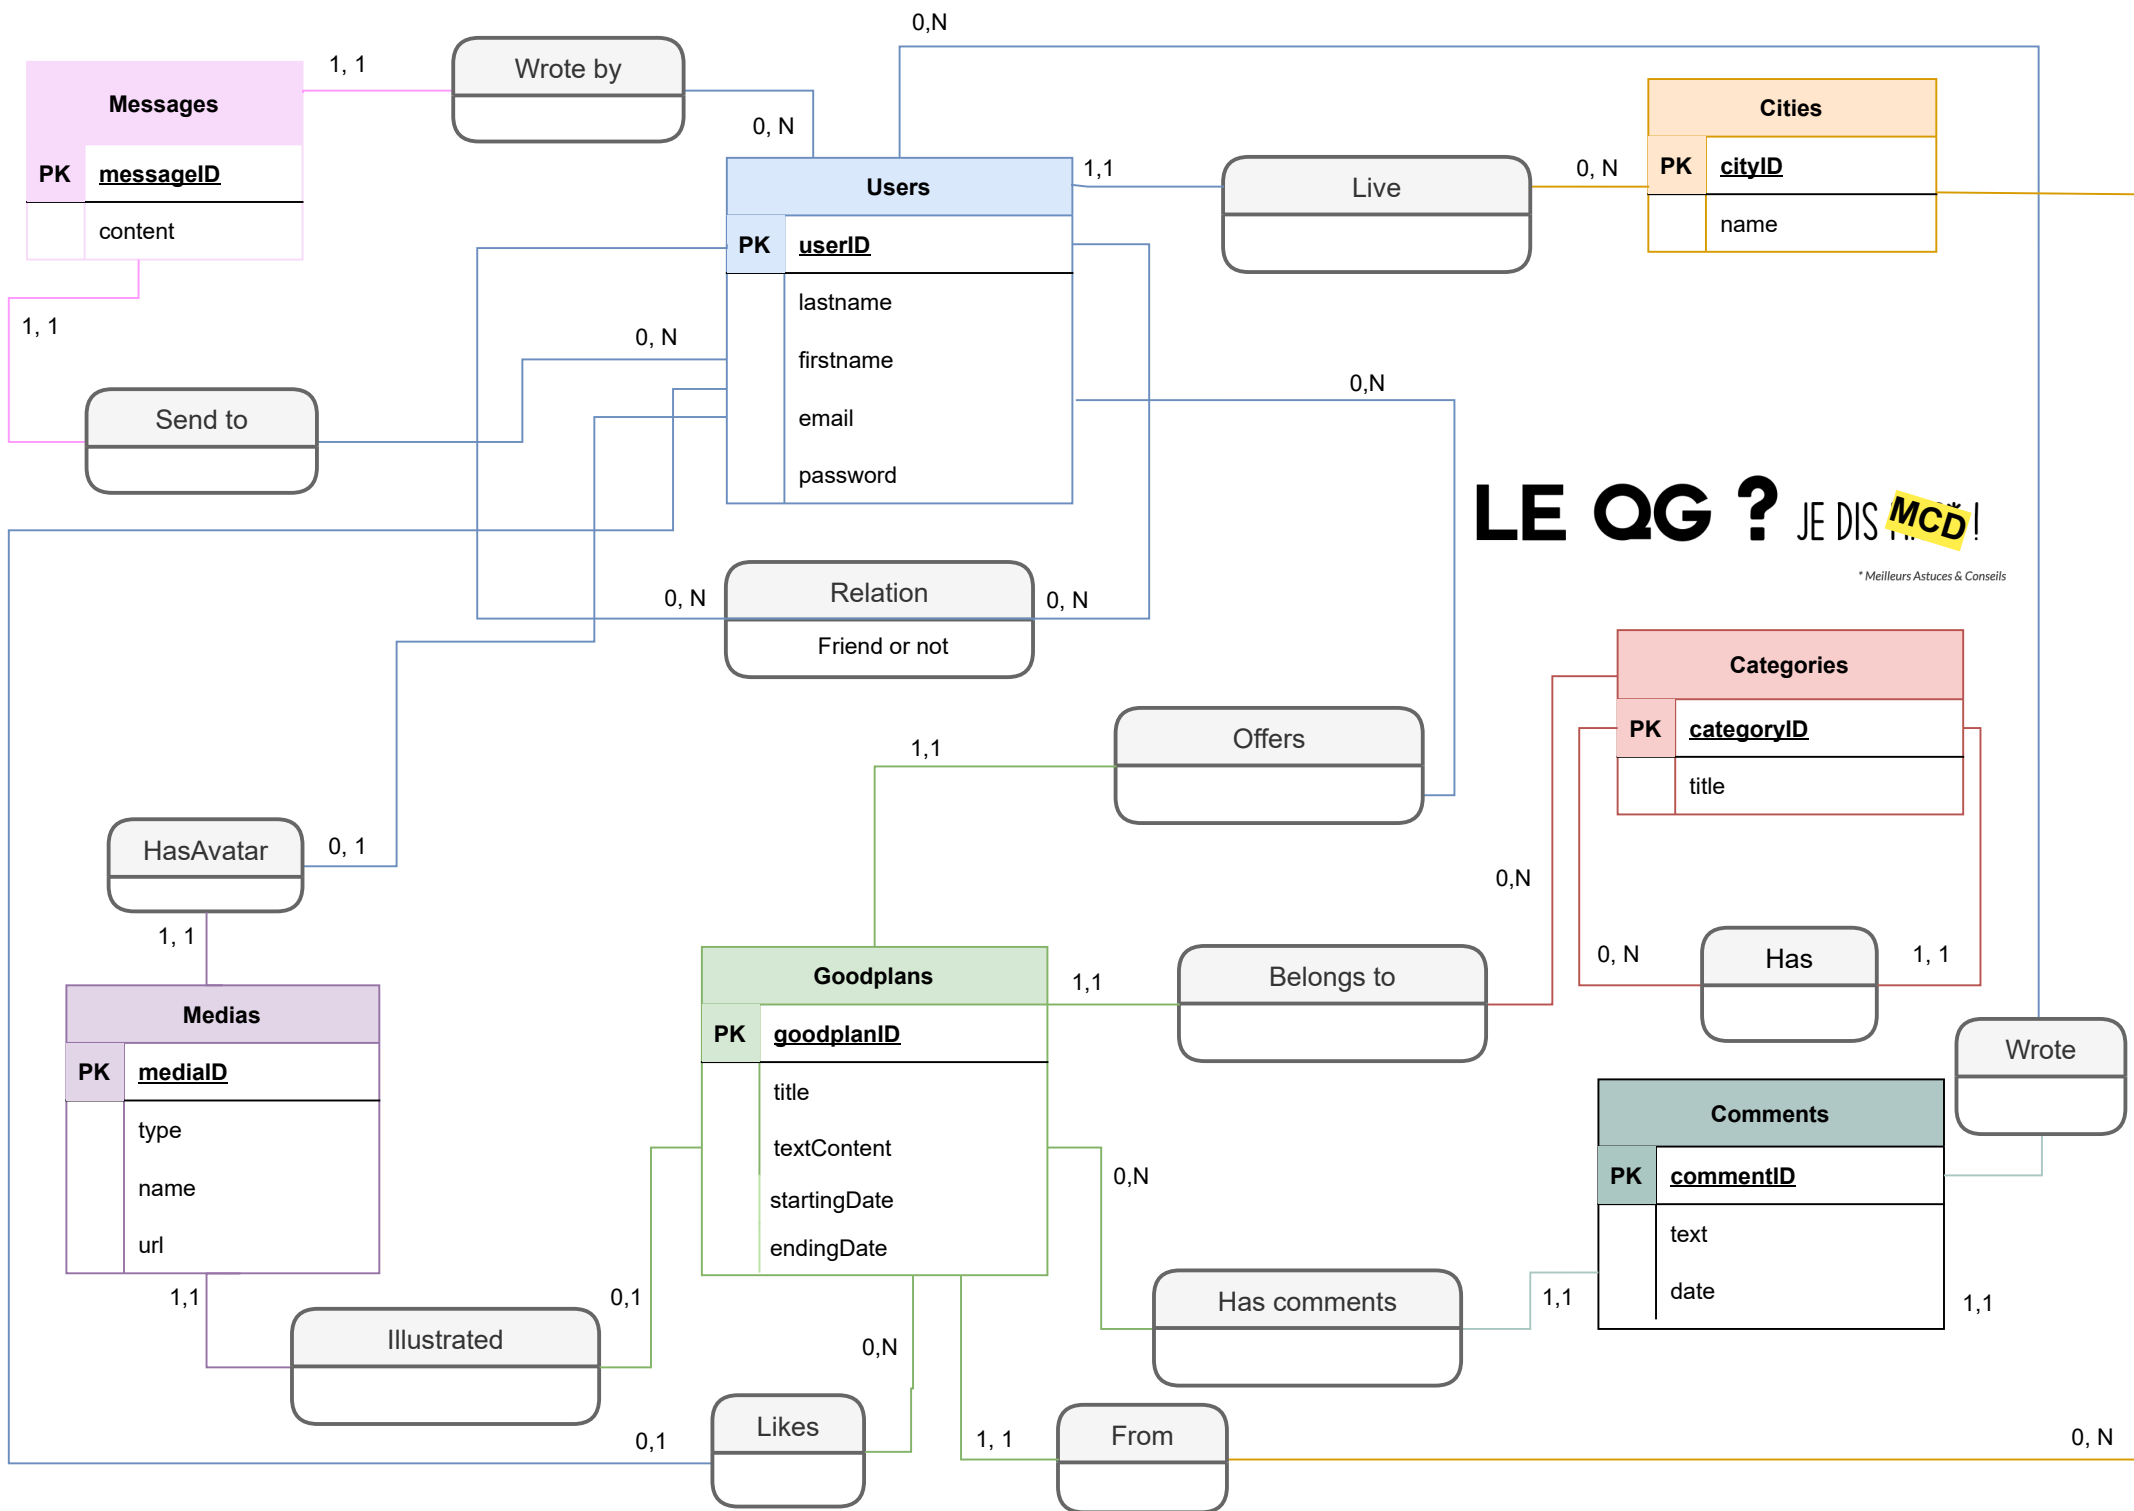 0,N
Messages
PK messageID
content
1, 1
Wrote by
0, N
Users
PK userID
lastname
firstname
email
password
1,1
Live
0, N
Cities
PK cityID
name
1, 1
Send to
0, N
0,N
LE QG ? JE DIS MCD !
* Meilleurs Astuces & Conseils
0, N
Relation
Friend or not
0, N
Categories
PK categoryID
title
1,1
Offers
0,N
HasAvatar
0, 1
1, 1
0, N
Has
1, 1
Medias
PK mediaID
type
name
url
Goodplans
PK goodplanID
title
textContent
startingDate
endingDate
1,1
Belongs to
Wrote
Comments
PK commentID
text
date
0,N
1,1
Illustrated
0,1
Has comments
1,1
1,1
0,N
0,1
Likes
1, 1
From
0, N